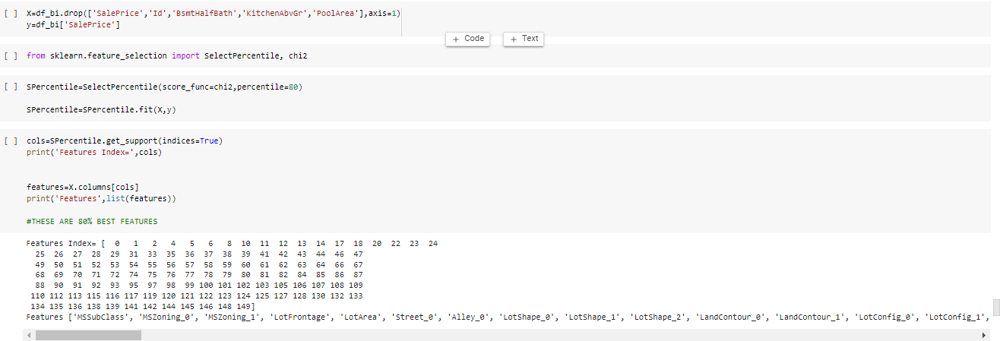 [ ] X=df_bi.drop(['SalePrice','Id','BsmtHalfBath','KitchenAbvGr','PoolArea'],axis=1)
y=df_bi['SalePrice']
+ Code + Text
[ ] from sklearn.feature_selection import SelectPercentile, chi2
[ ] SPercentile=SelectPercentile(score_func=chi2,percentile=80)
SPercentile=SPercentile.fit(X,y)
[ ] cols=SPercentile.get_support(indices=True)
print('Features Index=',cols)
features=X.columns[cols]
print('Features',list(features))
#THESE ARE 80% BEST FEATURES
Features Index= [ 0 1 2 4 5 6 8 10 11 12 13 14 17 18 20 22 23 24
25 26 27 28 29 31 33 35 36 37 38 39 41 42 43 44 46 47
49 50 51 52 53 54 55 56 57 58 59 60 61 62 63 64 66 67
68 69 70 71 72 74 75 76 77 78 79 80 81 82 84 85 86 87
88 90 91 92 93 95 97 98 99 100 101 102 103 105 106 107 108 109
110 112 113 115 116 117 119 120 121 122 123 124 125 127 128 130 132 133
134 135 136 138 139 141 142 144 145 146 148 149]
Features ['MSSubClass', 'MSZoning_0', 'MSZoning_1', 'LotFrontage', 'LotArea', 'Street_0', 'Alley_0', 'LotShape_0', 'LotShape_1', 'LotShape_2', 'LandContour_0', 'LandContour_1', 'LotConfig_0', 'LotConfig_1',